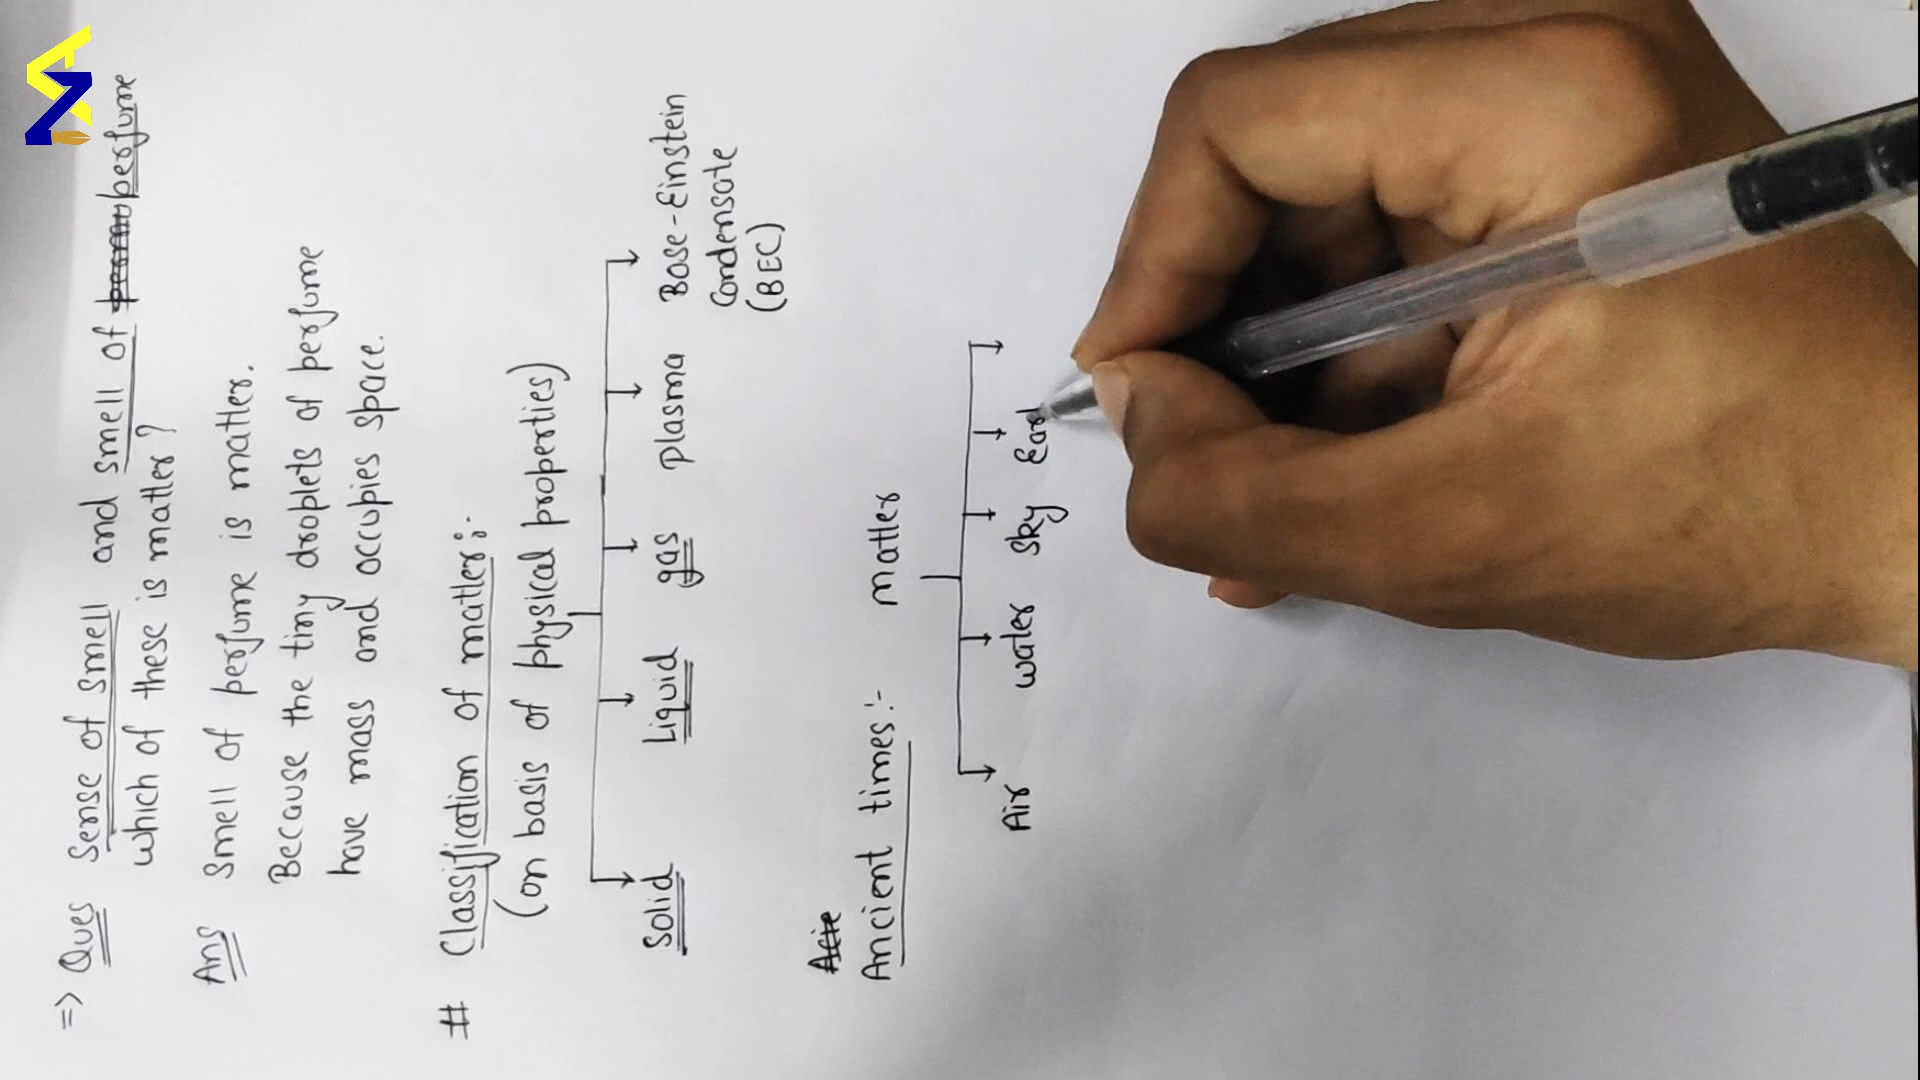 => Ques Sense of smell and smell of perfume
which of these is matter?
Ans Smell of perfume is matter.
Because the tiny droplets of perfume
have mass and occupies space.
# Classification of matter:-
(on basis of physical properties)
Solid Liquid gas plasma Bose-Einstein
Condensate
(BEC)
Ancient times:- matter
Air water Sky Eart